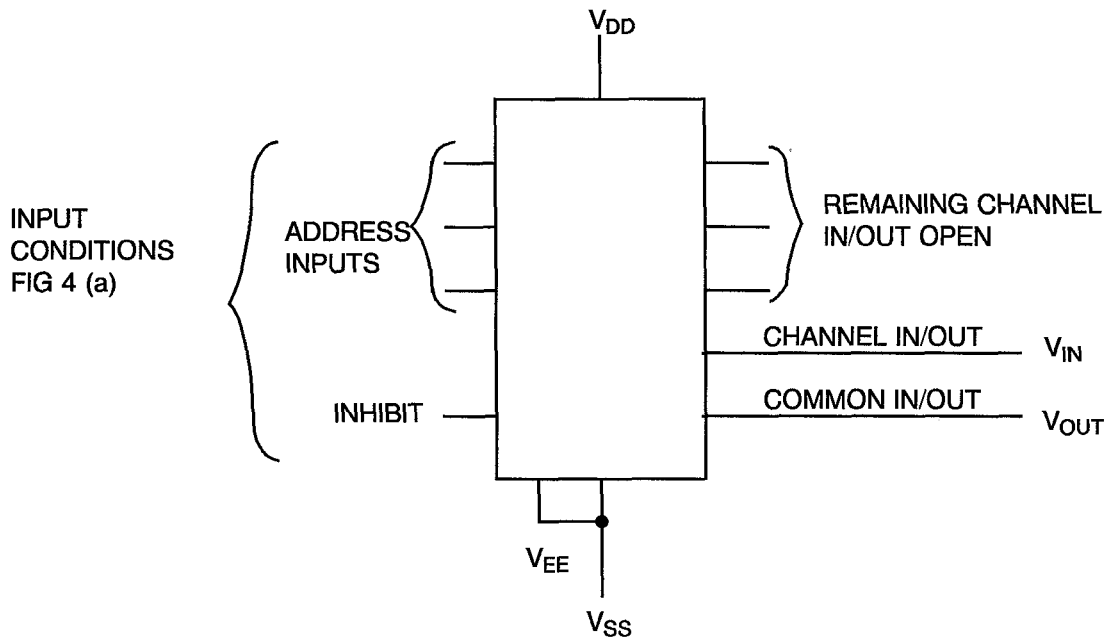 VDD
INPUT
CONDITIONS
FIG 4 (a)
ADDRESS
INPUTS
REMAINING CHANNEL
IN/OUT OPEN
CHANNEL IN/OUT
VIN
INHIBIT
COMMON IN/OUT
VOUT
VEE
VSS